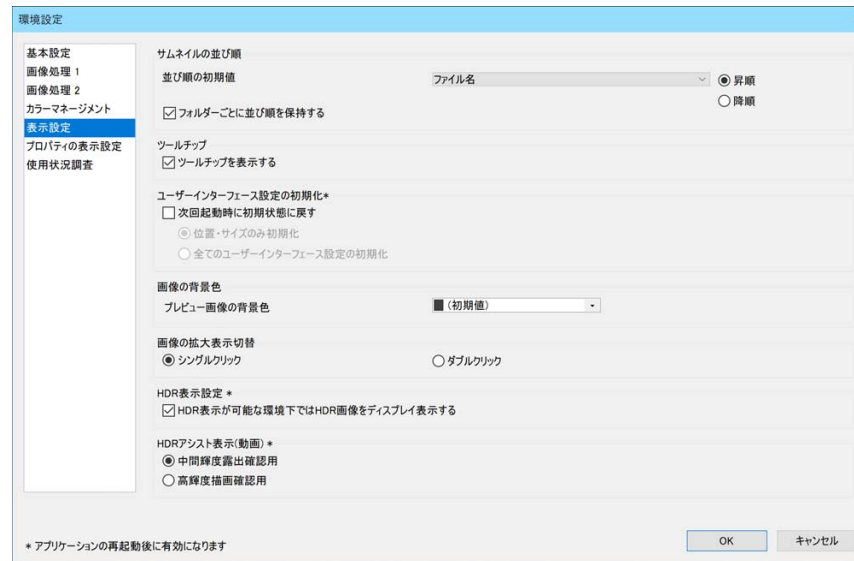 環境設定
基本設定
画像処理 1
画像処理 2
カラーマネージメント
表示設定
プロパティの表示設定
使用状況調査
サムネイルの並び順
並び順の初期値
ファイル名
昇順
降順
フォルダーごとに並び順を保持する
ツールチップ
ツールチップを表示する
ユーザーインターフェース設定の初期化*
次回起動時に初期状態に戻す
位置・サイズのみ初期化
全てのユーザーインターフェース設定の初期化
画像の背景色
プレビュー画像の背景色
(初期値)
画像の拡大表示切替
シングルクリック
ダブルクリック
HDR表示設定 *
HDR表示が可能な環境下ではHDR画像をディスプレイ表示する
HDRアシスト表示(動画) *
中間輝度露出確認用
高輝度描画確認用
* アプリケーションの再起動後に有効になります
OK
キャンセル